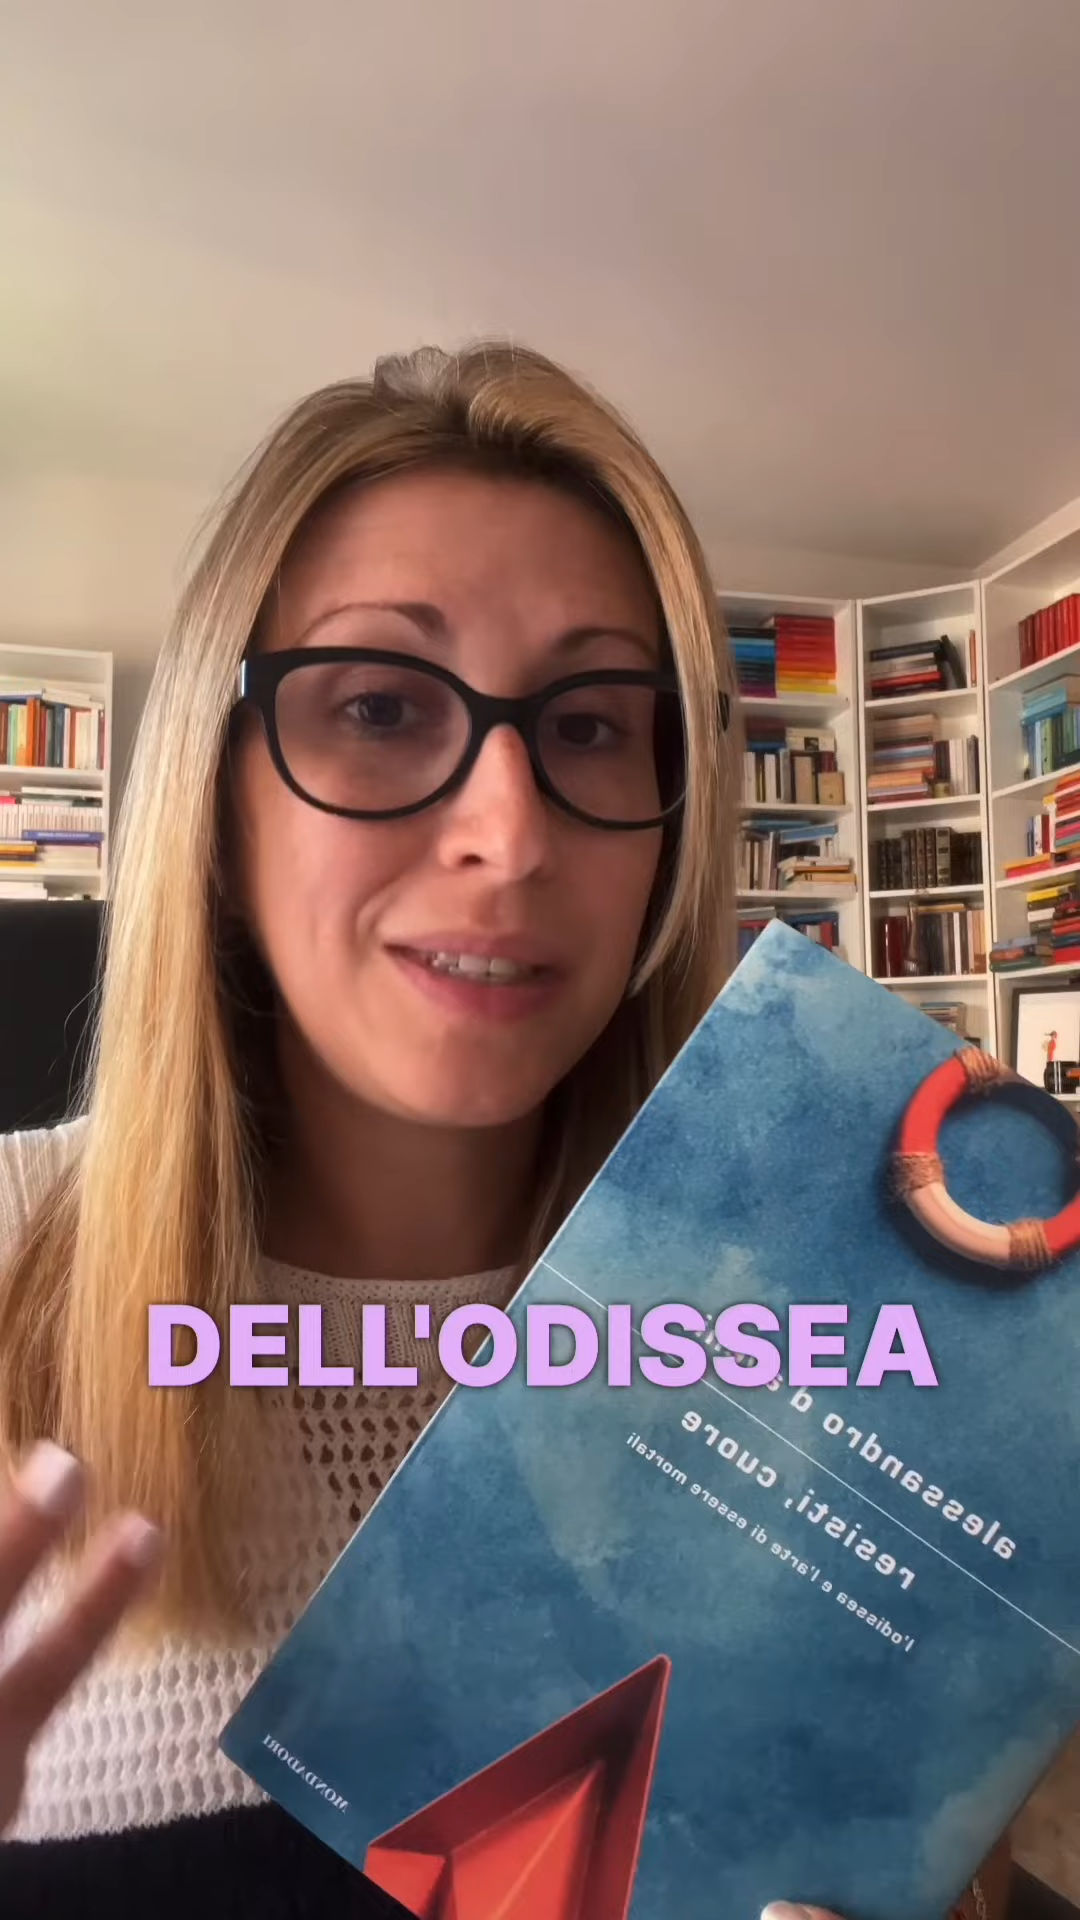 DELL'ODISSEA
alessandro d'avenia
resisti, cuore
l'odissea e l'arte di essere mortali
MONDADORI